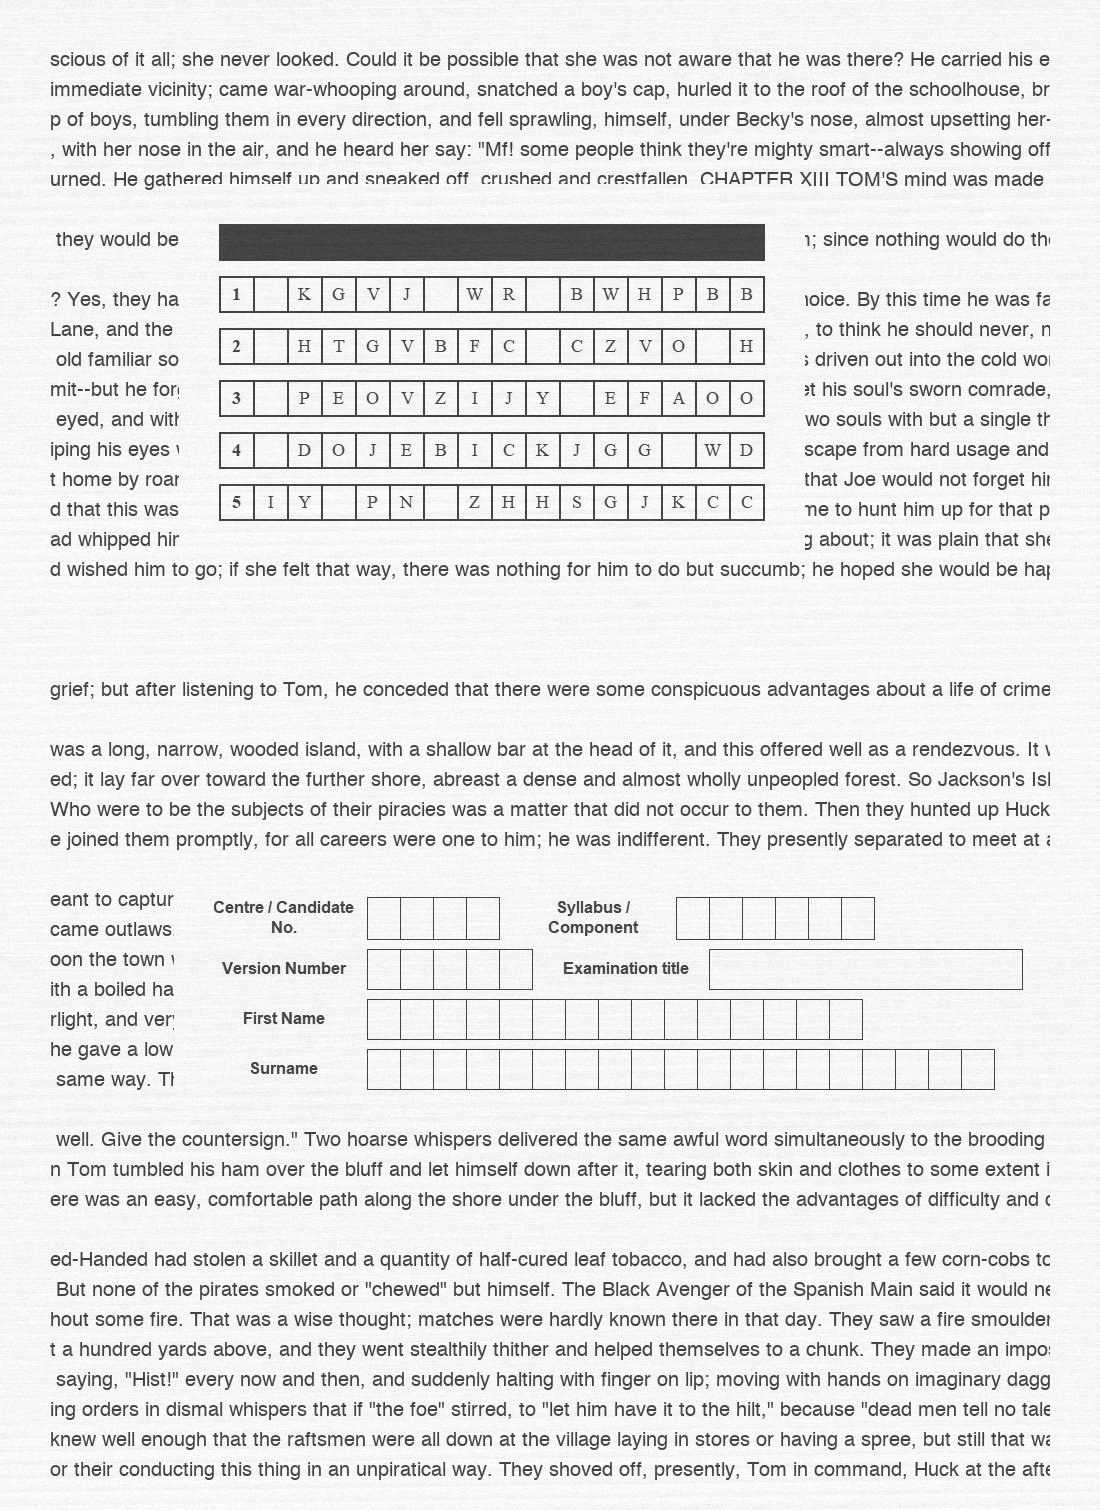 scious of it all; she never looked. Could it be possible that she was not aware that he was there? He carried his e
immediate vicinity; came war-whooping around, snatched a boy's cap, hurled it to the roof of the schoolhouse, br
p of boys, tumbling them in every direction, and fell sprawling, himself, under Becky's nose, almost upsetting her-
, with her nose in the air, and he heard her say: "Mf! some people think they're mighty smart--always showing off
urned. He gathered himself up and sneaked off, crushed and crestfallen. CHAPTER XIII TOM'S mind was made
they would be ; since nothing would do the
1 K G V J W R B W H P B B
? Yes, they ha oice. By this time he was fa
Lane, and the , to think he should never, n
2 H T G V B F C C Z V O H
old familiar so s driven out into the cold wor
mit--but he forg et his soul's sworn comrade,
3 P E O V Z I J Y E F A O O
eyed, and with wo souls with but a single th
iping his eyes scape from hard usage and
4 D O J E B I C K J G G W D
t home by roar that Joe would not forget hi
d that this was me to hunt him up for that p
5 I Y P N Z H H S G J K C C
ad whipped him g about; it was plain that she
d wished him to go; if she felt that way, there was nothing for him to do but succumb; he hoped she would be hap
grief; but after listening to Tom, he conceded that there were some conspicuous advantages about a life of crime
was a long, narrow, wooded island, with a shallow bar at the head of it, and this offered well as a rendezvous. It w
ed; it lay far over toward the further shore, abreast a dense and almost wholly unpeopled forest. So Jackson's Isl
Who were to be the subjects of their piracies was a matter that did not occur to them. Then they hunted up Huck
e joined them promptly, for all careers were one to him; he was indifferent. They presently separated to meet at a
eant to captur
Centre / Candidate No. Syllabus / Component
came outlaws.
oon the town
Version Number Examination title
ith a boiled ha
rlight, and very
First Name
he gave a low
Surname
same way. Th
well. Give the countersign." Two hoarse whispers delivered the same awful word simultaneously to the brooding
n Tom tumbled his ham over the bluff and let himself down after it, tearing both skin and clothes to some extent i
ere was an easy, comfortable path along the shore under the bluff, but it lacked the advantages of difficulty and d
ed-Handed had stolen a skillet and a quantity of half-cured leaf tobacco, and had also brought a few corn-cobs to
But none of the pirates smoked or "chewed" but himself. The Black Avenger of the Spanish Main said it would ne
hout some fire. That was a wise thought; matches were hardly known there in that day. They saw a fire smoulder
t a hundred yards above, and they went stealthily thither and helped themselves to a chunk. They made an impos
saying, "Hist!" every now and then, and suddenly halting with finger on lip; moving with hands on imaginary dagg
ing orders in dismal whispers that if "the foe" stirred, to "let him have it to the hilt," because "dead men tell no tale
knew well enough that the raftsmen were all down at the village laying in stores or having a spree, but still that wa
or their conducting this thing in an unpiratical way. They shoved off, presently, Tom in command, Huck at the afte